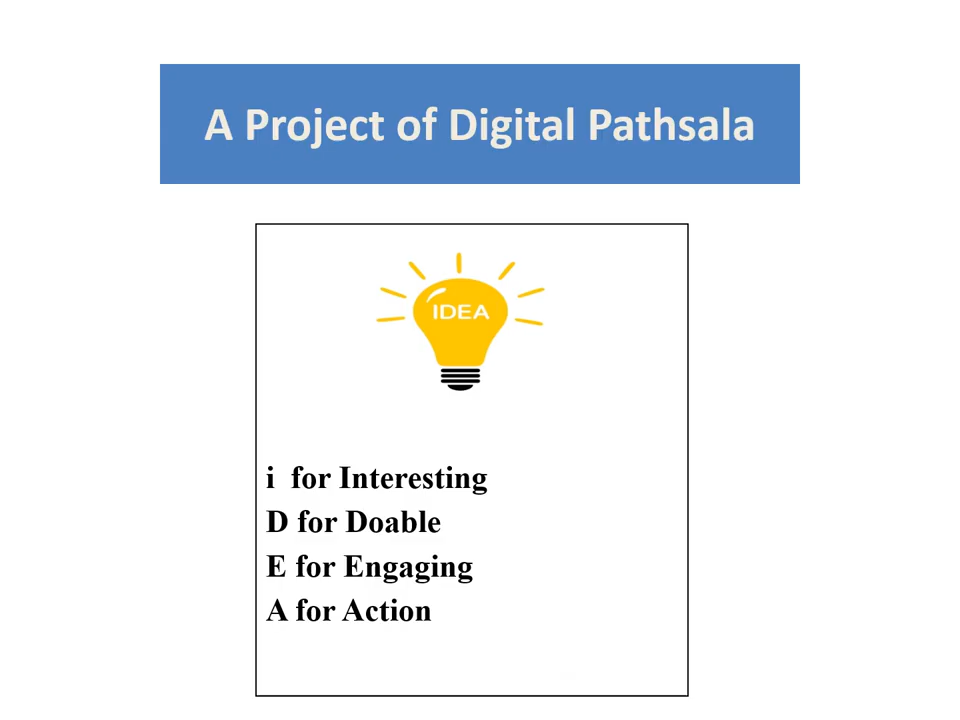 A Project of Digital Pathsala
IDEA
i for Interesting
D for Doable
E for Engaging
A for Action